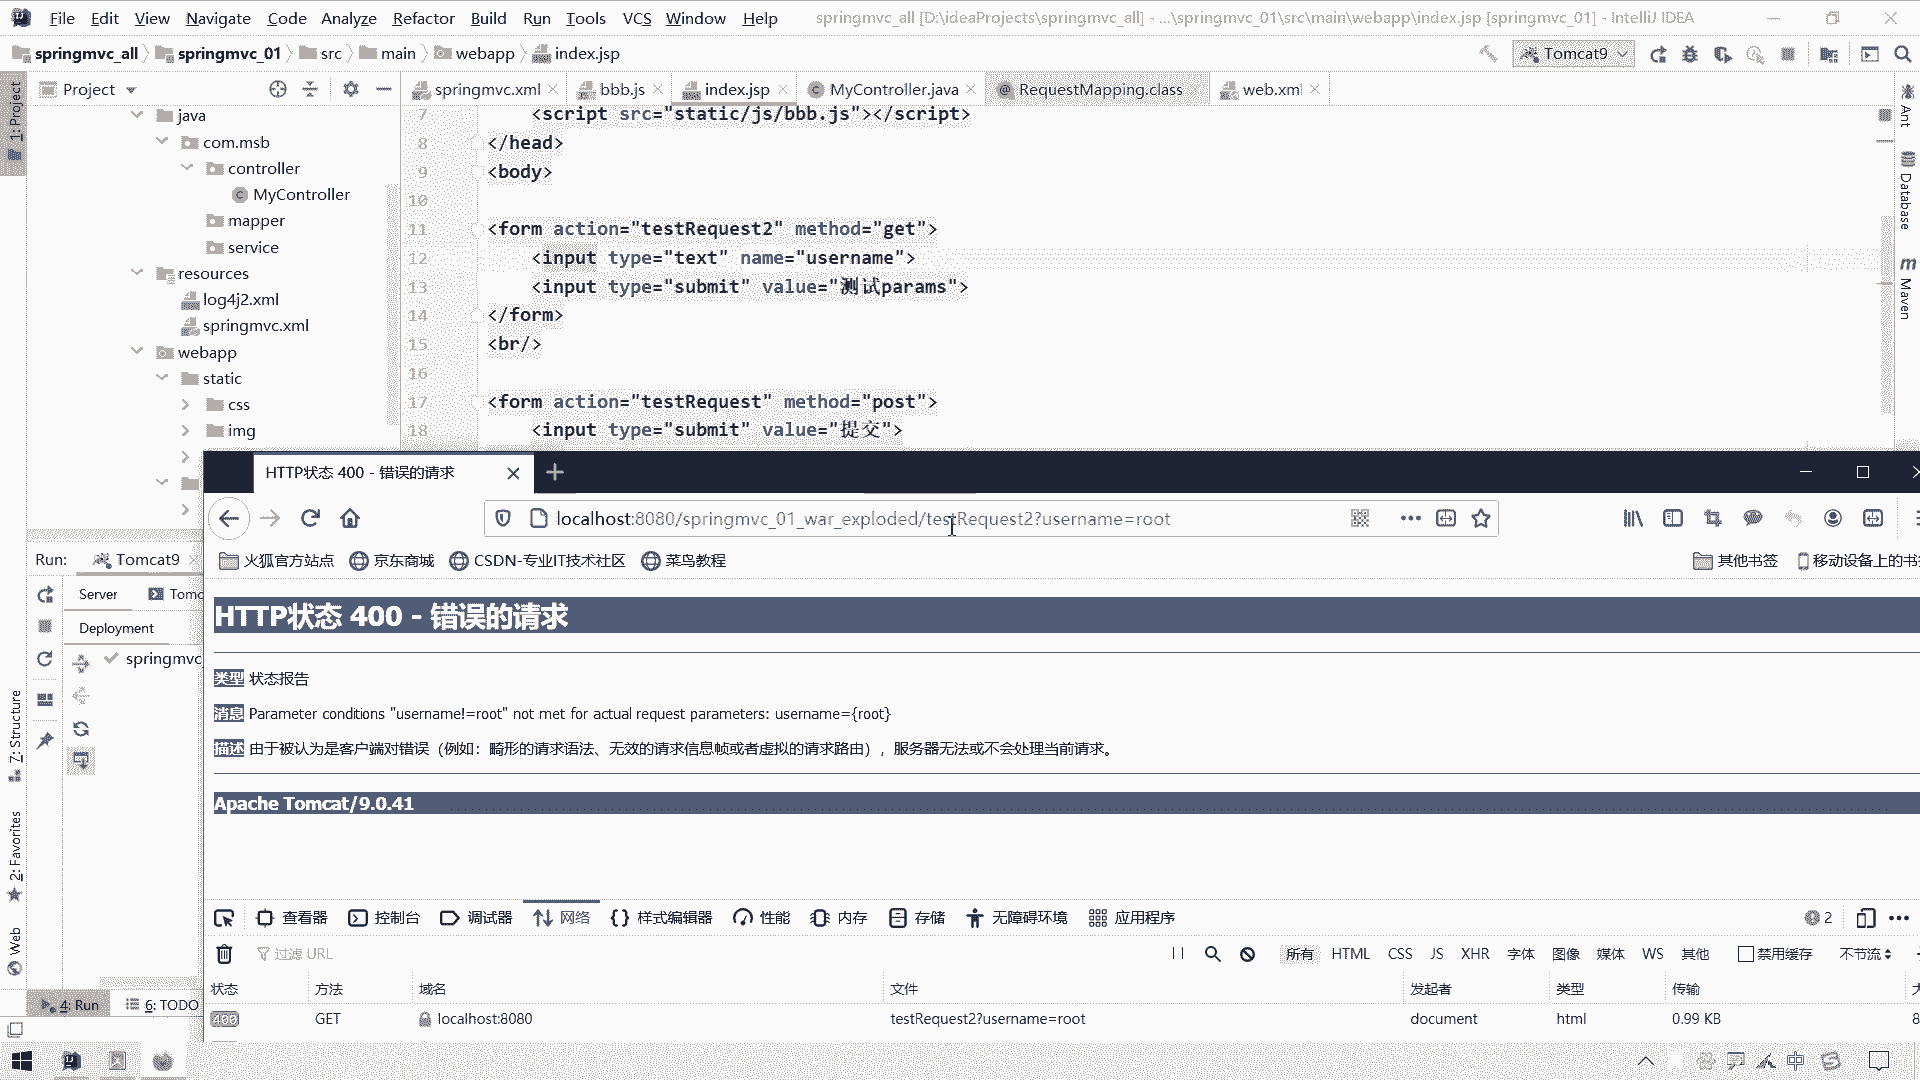 File Edit View Navigate Code Analyze Refactor Build Run Tools VCS Window Help springmvc_all [D:\ideaProjects\springmvc_all] - ...\springmvc_01\src\main\webapp\index.jsp [springmvc_01] - IntelliJ IDEA
springmvc_all springmvc_01 src main webapp index.jsp Tomcat9
Project springmvc.xml bbb.js index.jsp MyController.java RequestMapping.class web.xml
1: Project
Ant
Database
Maven
java
com.msb
controller
MyController
mapper
service
resources
log4j2.xml
springmvc.xml
webapp
static
css
img
7 <script src="static/js/bbb.js"></script>
8 </head>
9 <body>
10
11 <form action="testRequest2" method="get">
12 <input type="text" name="username">
13 <input type="submit" value="测试params">
14 </form>
15 <br/>
16
17 <form action="testRequest" method="post">
18 <input type="submit" value="提交">
Run: Tomcat9
Server Tomc
Deployment
springmvc
7: Structure
2: Favorites
Web
4: Run 6: TODO
HTTP状态 400 - 错误的请求
localhost:8080/springmvc_01_war_exploded/testRequest2?username=root
火狐官方站点 京东商城 CSDN-专业IT技术社区 菜鸟教程 其他书签 移动设备上的书签
HTTP状态 400 - 错误的请求
类型 状态报告
消息 Parameter conditions "username!=root" not met for actual request parameters: username={root}
描述 由于被认为是客户端对错误（例如：畸形的请求语法、无效的请求信息帧或者虚拟的请求路由），服务器无法或不会处理当前请求。
Apache Tomcat/9.0.41
查看器 控制台 调试器 网络 样式编辑器 性能 内存 存储 无障碍环境 应用程序 2
过滤 URL 所有 HTML CSS JS XHR 字体 图像 媒体 WS 其他 禁用缓存 不节流
状态 方法 域名 文件 发起者 类型 传输 大
400 GET localhost:8080 testRequest2?username=root document html 0.99 KB 8
中